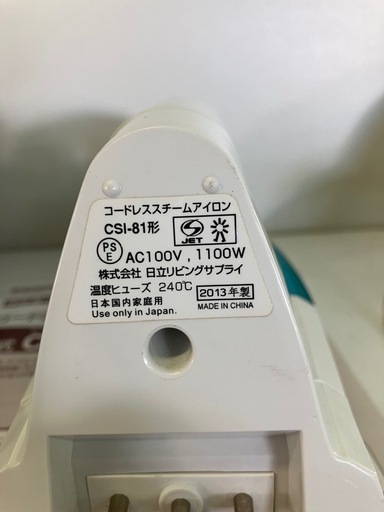 コードレススチームアイロン
CSI-81形
PS
E
S
JET
AC100V , 1100W
株式会社 日立リビングサプライ
温度ヒューズ 240℃
日本国内家庭用
2013年製
Use only in Japan.
MADE IN CHINA